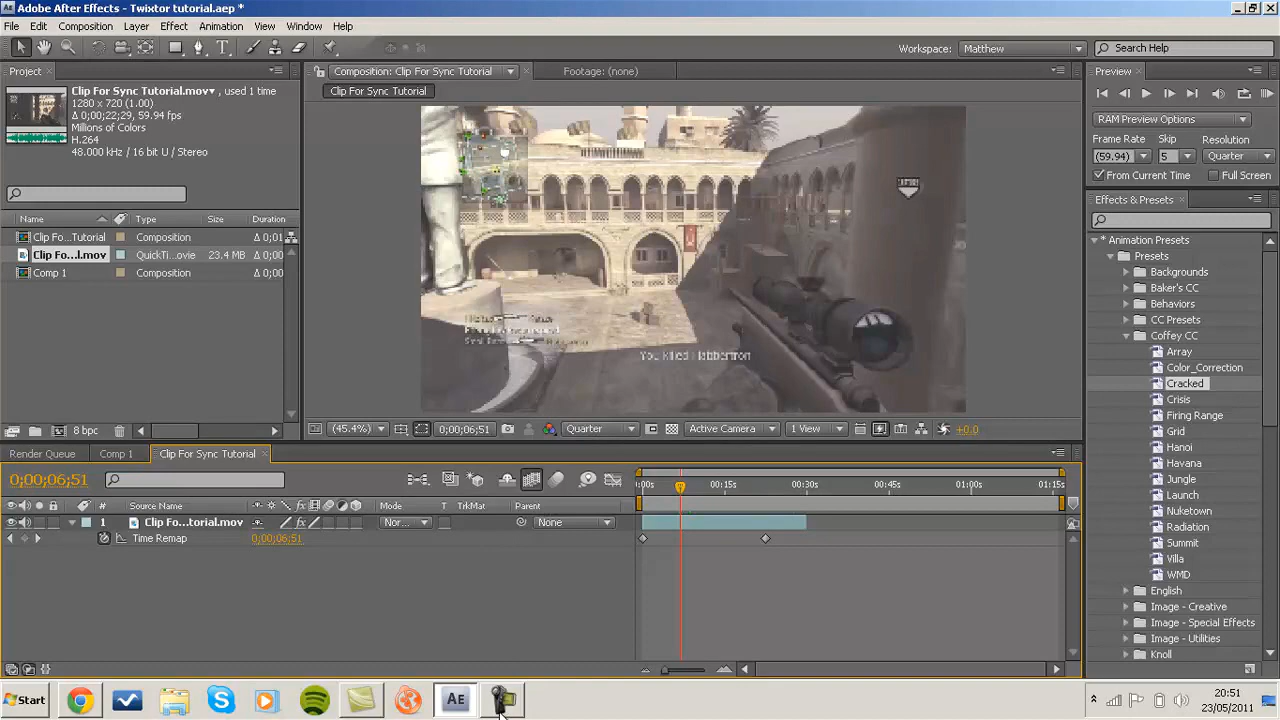 Adobe After Effects - Twixtor tutorial.aep *
File Edit Composition Layer Effect Animation View Window Help
Workspace: Matthew Search Help
Project
Clip For Sync Tutorial.mov, used 1 time
1280 x 720 (1.00)
Δ 0;00;22;29, 59.94 fps
Millions of Colors
H.264
48.000 kHz / 16 bit U / Stereo
Name Type Size Duration
Clip Fo...Tutorial Composition Δ 0;01
Clip Fo...l.mov QuickTi...ovie 23.4 MB Δ 0;00
Comp 1 Composition Δ 0;00
8 bpc
Composition: Clip For Sync Tutorial Footage: (none)
Clip For Sync Tutorial
You killed Habbertron
(45.4%) 0;00;06;51 Quarter Active Camera 1 View +0.0
Preview
RAM Preview Options
Frame Rate Skip Resolution
(59.94) 5 Quarter
From Current Time Full Screen
Effects & Presets
* Animation Presets
Presets
Backgrounds
Baker's CC
Behaviors
CC Presets
Coffey CC
Array
Color_Correction
Cracked
Crisis
Firing Range
Grid
Hanoi
Havana
Jungle
Launch
Nuketown
Radiation
Summit
Villa
WMD
English
Image - Creative
Image - Special Effects
Image - Utilities
Knoll
Render Queue Comp 1 Clip For Sync Tutorial
0;00;06;51
0:00s 00:15s 00:30s 00:45s 01:00s 01:15s
# Source Name Mode T TrkMat Parent
1 Clip Fo...torial.mov Nor... None
Time Remap 0;00;06;51
Start
Ae
20:51
23/05/2011